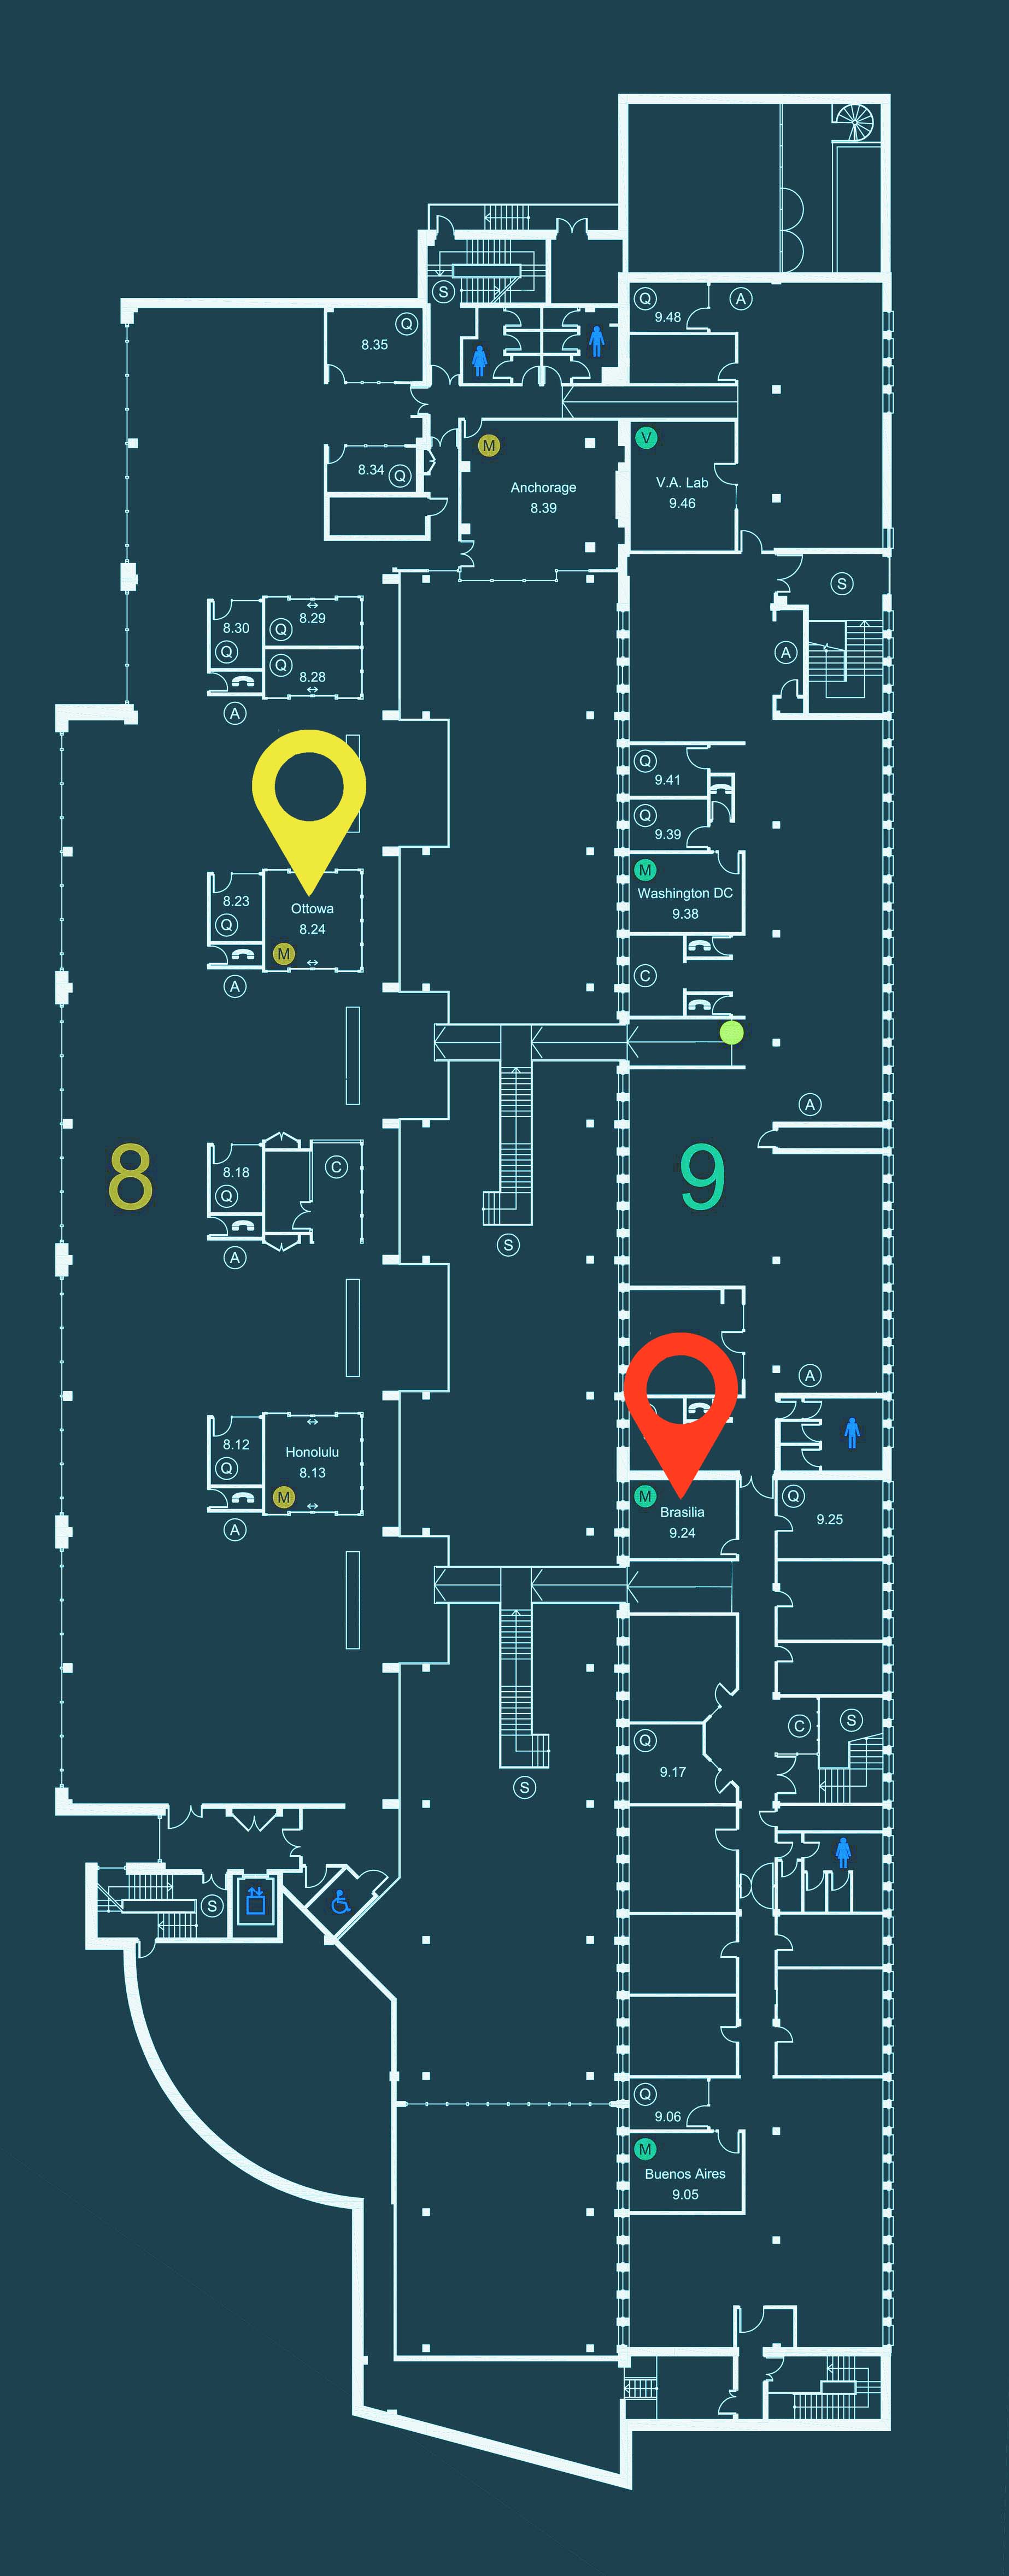 Q
9.48
A
S
Q
8.35
M
V
8.34
Q
Anchorage
8.39
V.A. Lab
9.46
S
8.30
Q
8.29
Q
Q
8.28
A
A
Q
9.41
Q
9.39
8.23
Q
Ottowa
8.24
M
A
M
Washington DC
9.38
C
A
8
8.18
Q
C
A
9
S
A
8.12
Q
Honolulu
8.13
M
A
M
Brasilia
9.24
Q
9.25
S
Q
9.17
C
S
S
Q
9.06
M
Buenos Aires
9.05